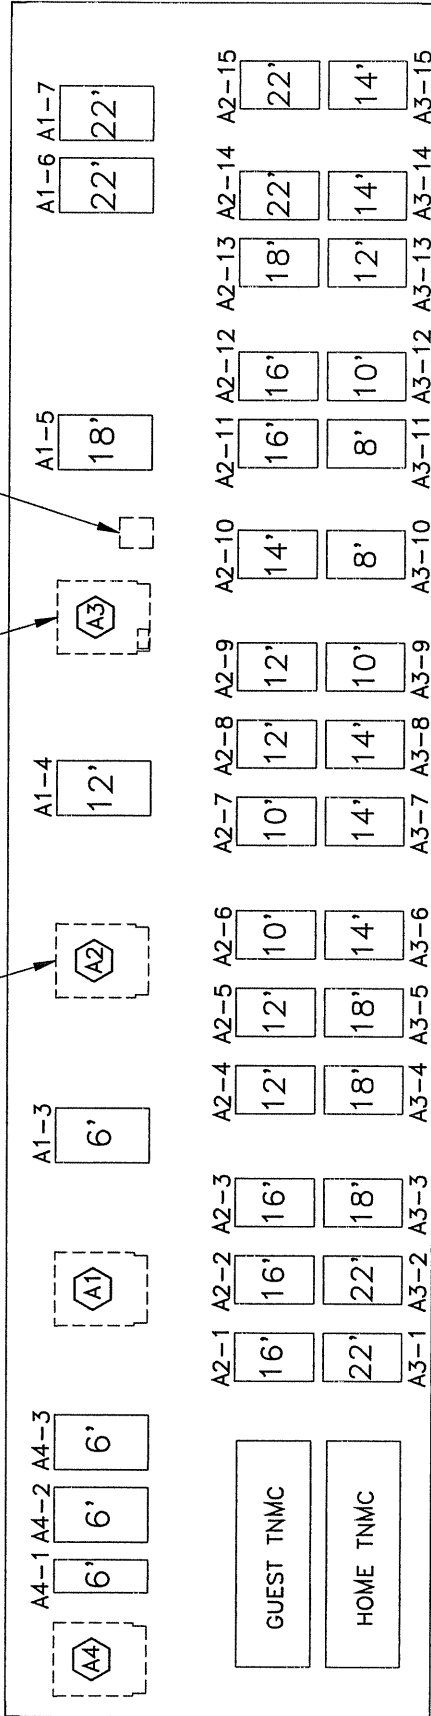 A4-1 A4-2 A4-3 A1-3 A1-4 A1-5 A1-6 A1-7
A4 6' 6' 6' A1 6' A2 12' A3 18' 22' 22'
A2-1 A2-2 A2-3 A2-4 A2-5 A2-6 A2-7 A2-8 A2-9 A2-10 A2-11 A2-12 A2-13 A2-14 A2-15
GUEST TNMC 16' 16' 16' 12' 12' 10' 10' 12' 12' 14' 16' 16' 18' 22' 22'
HOME TNMC 22' 22' 18' 18' 18' 14' 14' 14' 10' 8' 8' 10' 12' 14' 14'
A3-1 A3-2 A3-3 A3-4 A3-5 A3-6 A3-7 A3-8 A3-9 A3-10 A3-11 A3-12 A3-13 A3-14 A3-15